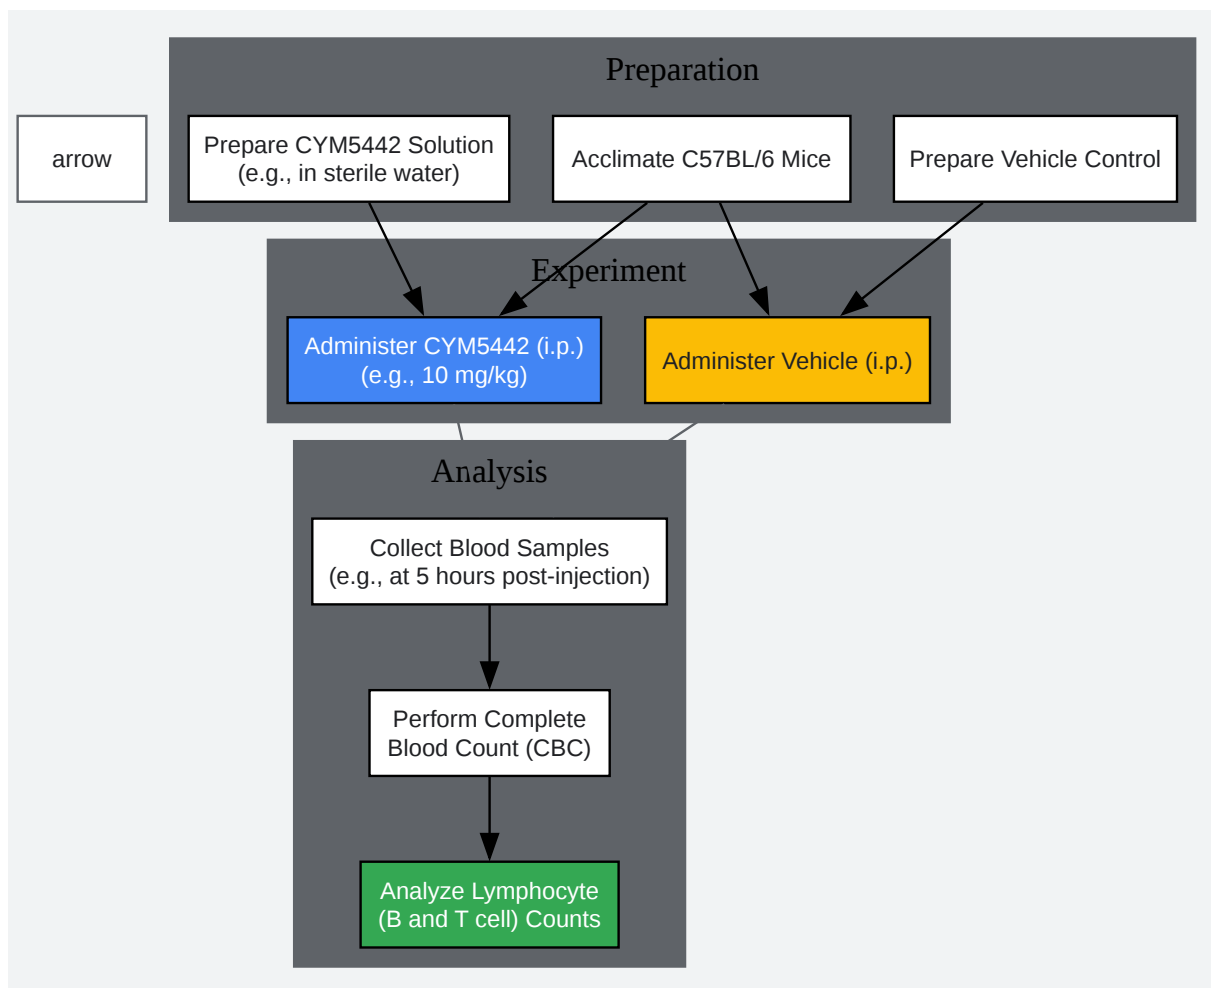 Preparation
arrow
Prepare CYM5442 Solution
(e.g., in sterile water)
Acclimate C57BL/6 Mice
Prepare Vehicle Control
Experiment
Administer CYM5442 (i.p.)
(e.g., 10 mg/kg)
Administer Vehicle (i.p.)
Analysis
Collect Blood Samples
(e.g., at 5 hours post-injection)
Perform Complete
Blood Count (CBC)
Analyze Lymphocyte
(B and T cell) Counts